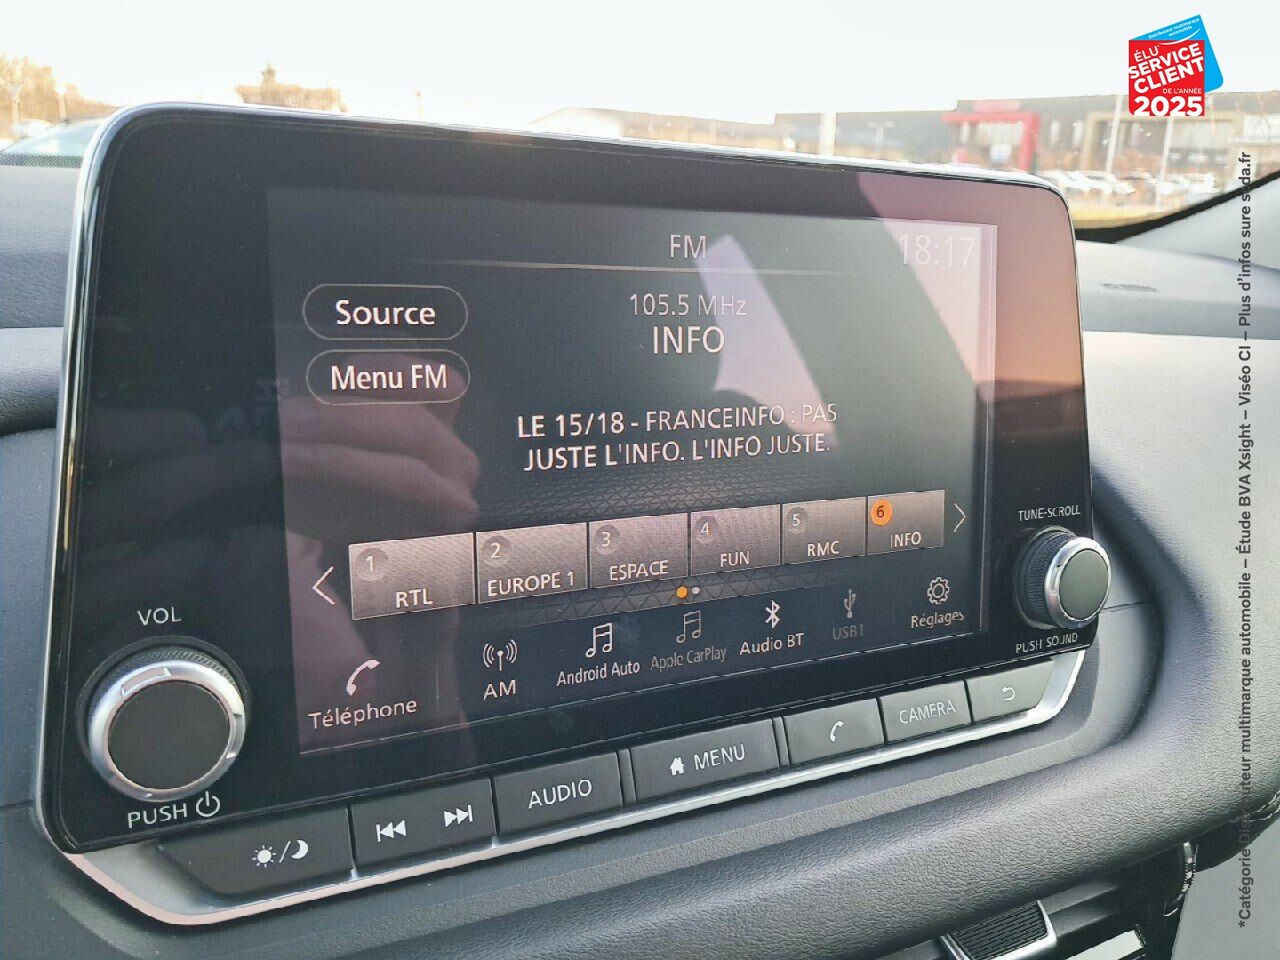 ÉLU
SERVICE
CLIENT
DE L'ANNÉE
2025
FM
18:17
Source
105.5 MHz
INFO
Menu FM
LE 15/18 - FRANCEINFO : PAS
JUSTE L'INFO. L'INFO JUSTE.
1 RTL
2 EUROPE 1
3 ESPACE
4 FUN
5 RMC
6 INFO
Téléphone
AM
Android Auto
Apple CarPlay
Audio BT
USB1
Réglages
VOL
PUSH
TUNE·SCROLL
PUSH SOUND
AUDIO
MENU
CAMERA
*Catégorie Distributeur multimarque automobile – Étude BVA Xsight – Viséo CI – Plus d'infos sure scda.fr